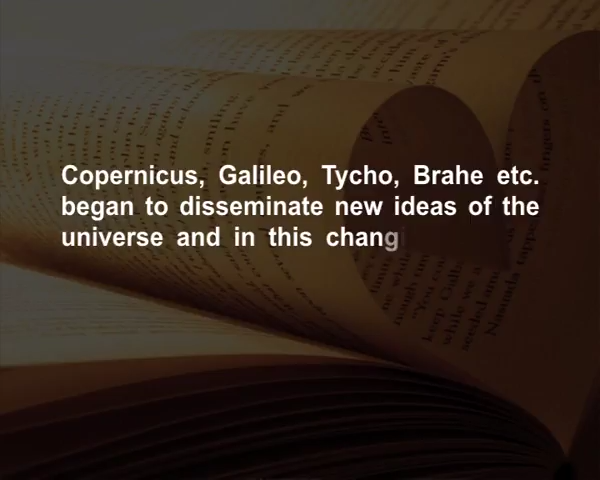 Copernicus, Galileo, Tycho, Brahe etc.
began to disseminate new ideas of the
universe and in this chang